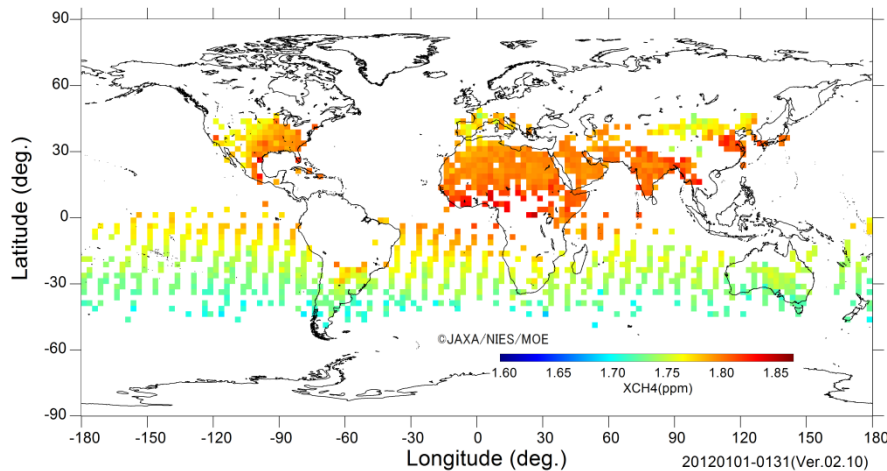 90
60
30
0
-30
-60
-90
Latitude (deg.)
©JAXA/NIES/MOE
1.60 1.65 1.70 1.75 1.80 1.85
XCH4(ppm)
-180 -150 -120 -90 -60 -30 0 30 60 90 120 150 180
Longitude (deg.)
20120101-0131(Ver.02.10)